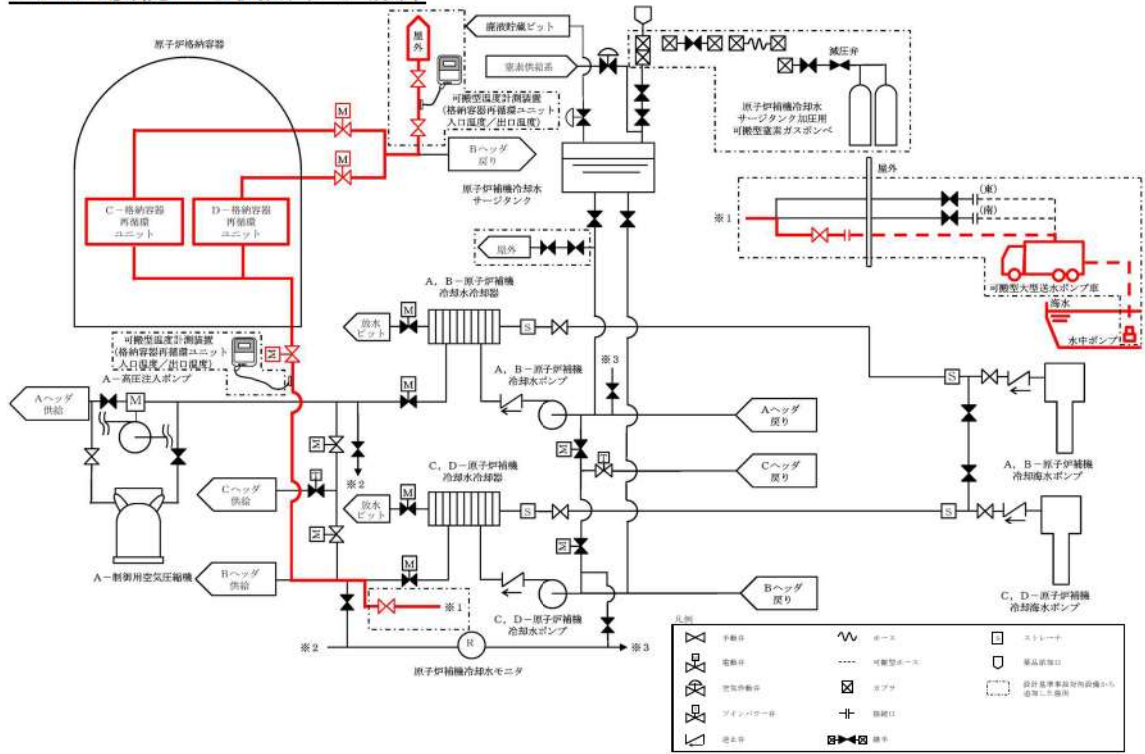 原子炉格納容器
屋外
廃液貯蔵ピット
窒素供給系
減圧弁
可搬型温度計測装置
(格納容器再循環ユニット
入口温度／出口温度)
原子炉補機冷却水
サージタンク加圧用
可搬型窒素ガスボンベ
M
M
Bヘッダ
戻り
原子炉補機冷却水
サージタンク
屋外
(東)
(南)
※1
C－格納容器
再循環
ユニット
D－格納容器
再循環
ユニット
屋外
可搬型大型送水ポンプ車
海水
水中ポンプ
A，B－原子炉補機
冷却水冷却器
放水
ピット
M
S
可搬型温度計測装置
(格納容器再循環ユニット
入口温度／出口温度)
M
A－高圧注入ポンプ
※3
A，B－原子炉補機
冷却水ポンプ
S
Aヘッダ
供給
M
M
Aヘッダ
戻り
M
M
Cヘッダ
戻り
T
A，B－原子炉補機
冷却海水ポンプ
C，D－原子炉補機
冷却水冷却器
※2
Cヘッダ
供給
T
放水
ピット
M
S
S
M
M
A－制御用空気圧縮機
Bヘッダ
供給
M
Bヘッダ
戻り
C，D－原子炉補機
冷却海水ポンプ
※1
C，D－原子炉補機
冷却水ポンプ
※2
R
※3
原子炉補機冷却水モニタ
凡例
手動弁
ホース
S
ストレーナ
電動弁
可搬型ホース
薬品添加口
空気作動弁
カプラ
設計基準事故対処設備から
追加した箇所
ツインパワー弁
接続口
逆止弁